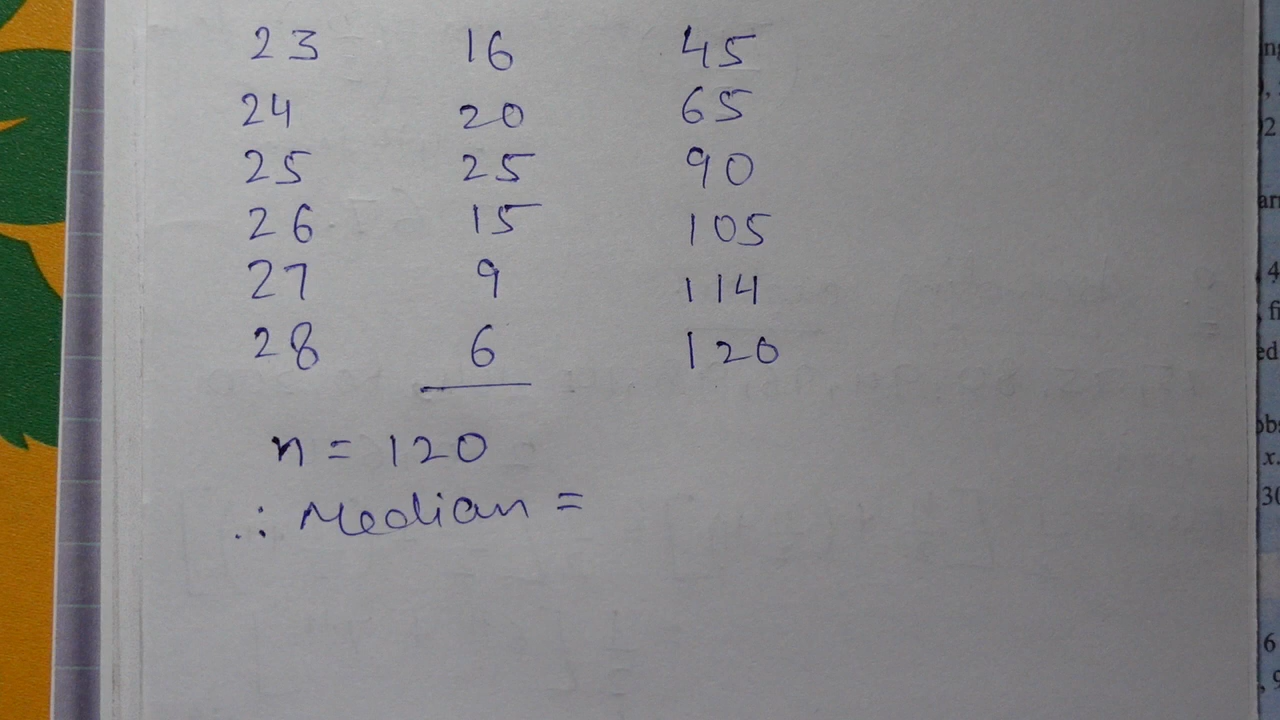 23 16 45
24 20 65
25 25 90
26 15 105
27 9 114
28 6 120
n = 120
∴ Median =